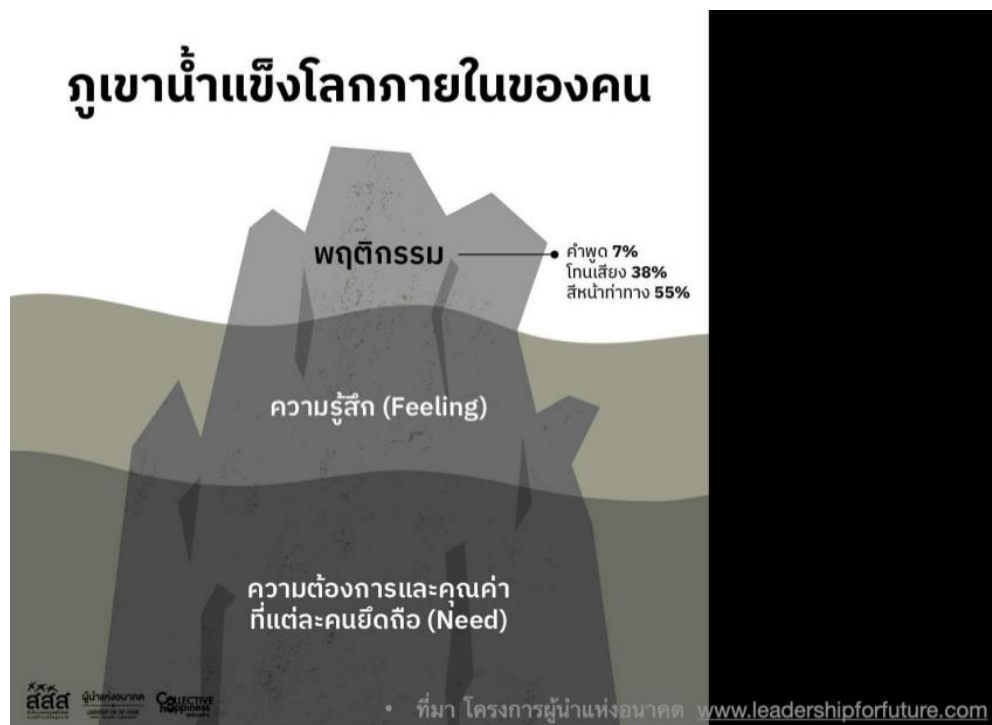 ภูเขาน้ำแข็งโลกภายในของคน
พฤติกรรม
คำพูด 7%
โทนเสียง 38%
สีหน้าท่าทาง 55%
ความรู้สึก (Feeling)
ความต้องการและคุณค่า
ที่แต่ละคนยึดถือ (Need)
สสส
ผู้นำแห่งอนาคต
COLLECTIVE
happiness
• ที่มา โครงการผู้นำแห่งอนาคต www.leadershipforfuture.com